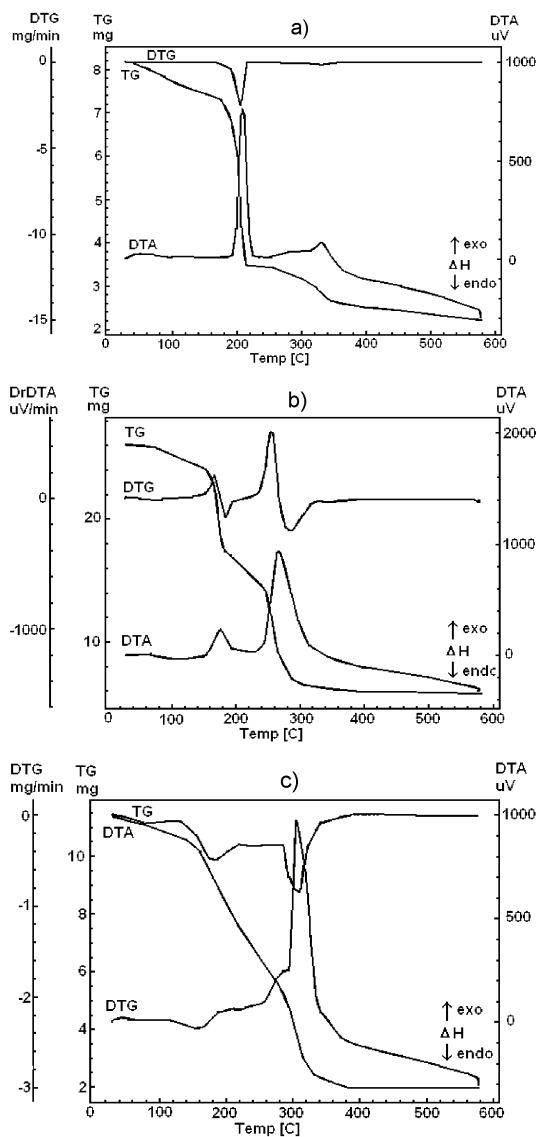 DTG
mg/min
TG
mg
a)
DTA
uV
DTG
TG
DTA
0
-5
-10
-15
8
7
6
5
4
3
2
1000
500
0
↑ exo
Δ H
↓ endo
0 100 200 300 400 500 600
Temp [C]
DrDTA
uV/min
TG
mg
b)
DTA
uV
TG
DTG
DTA
0
-1000
20
10
2000
1000
0
↑ exo
Δ H
↓ endo
0 100 200 300 400 500 600
Temp [C]
DTG
mg/min
TG
mg
c)
DTA
uV
TG
DTA
DTG
0
-1
-2
-3
10
8
6
4
2
1000
500
0
↑ exo
Δ H
↓ endo
0 100 200 300 400 500 600
Temp [C]